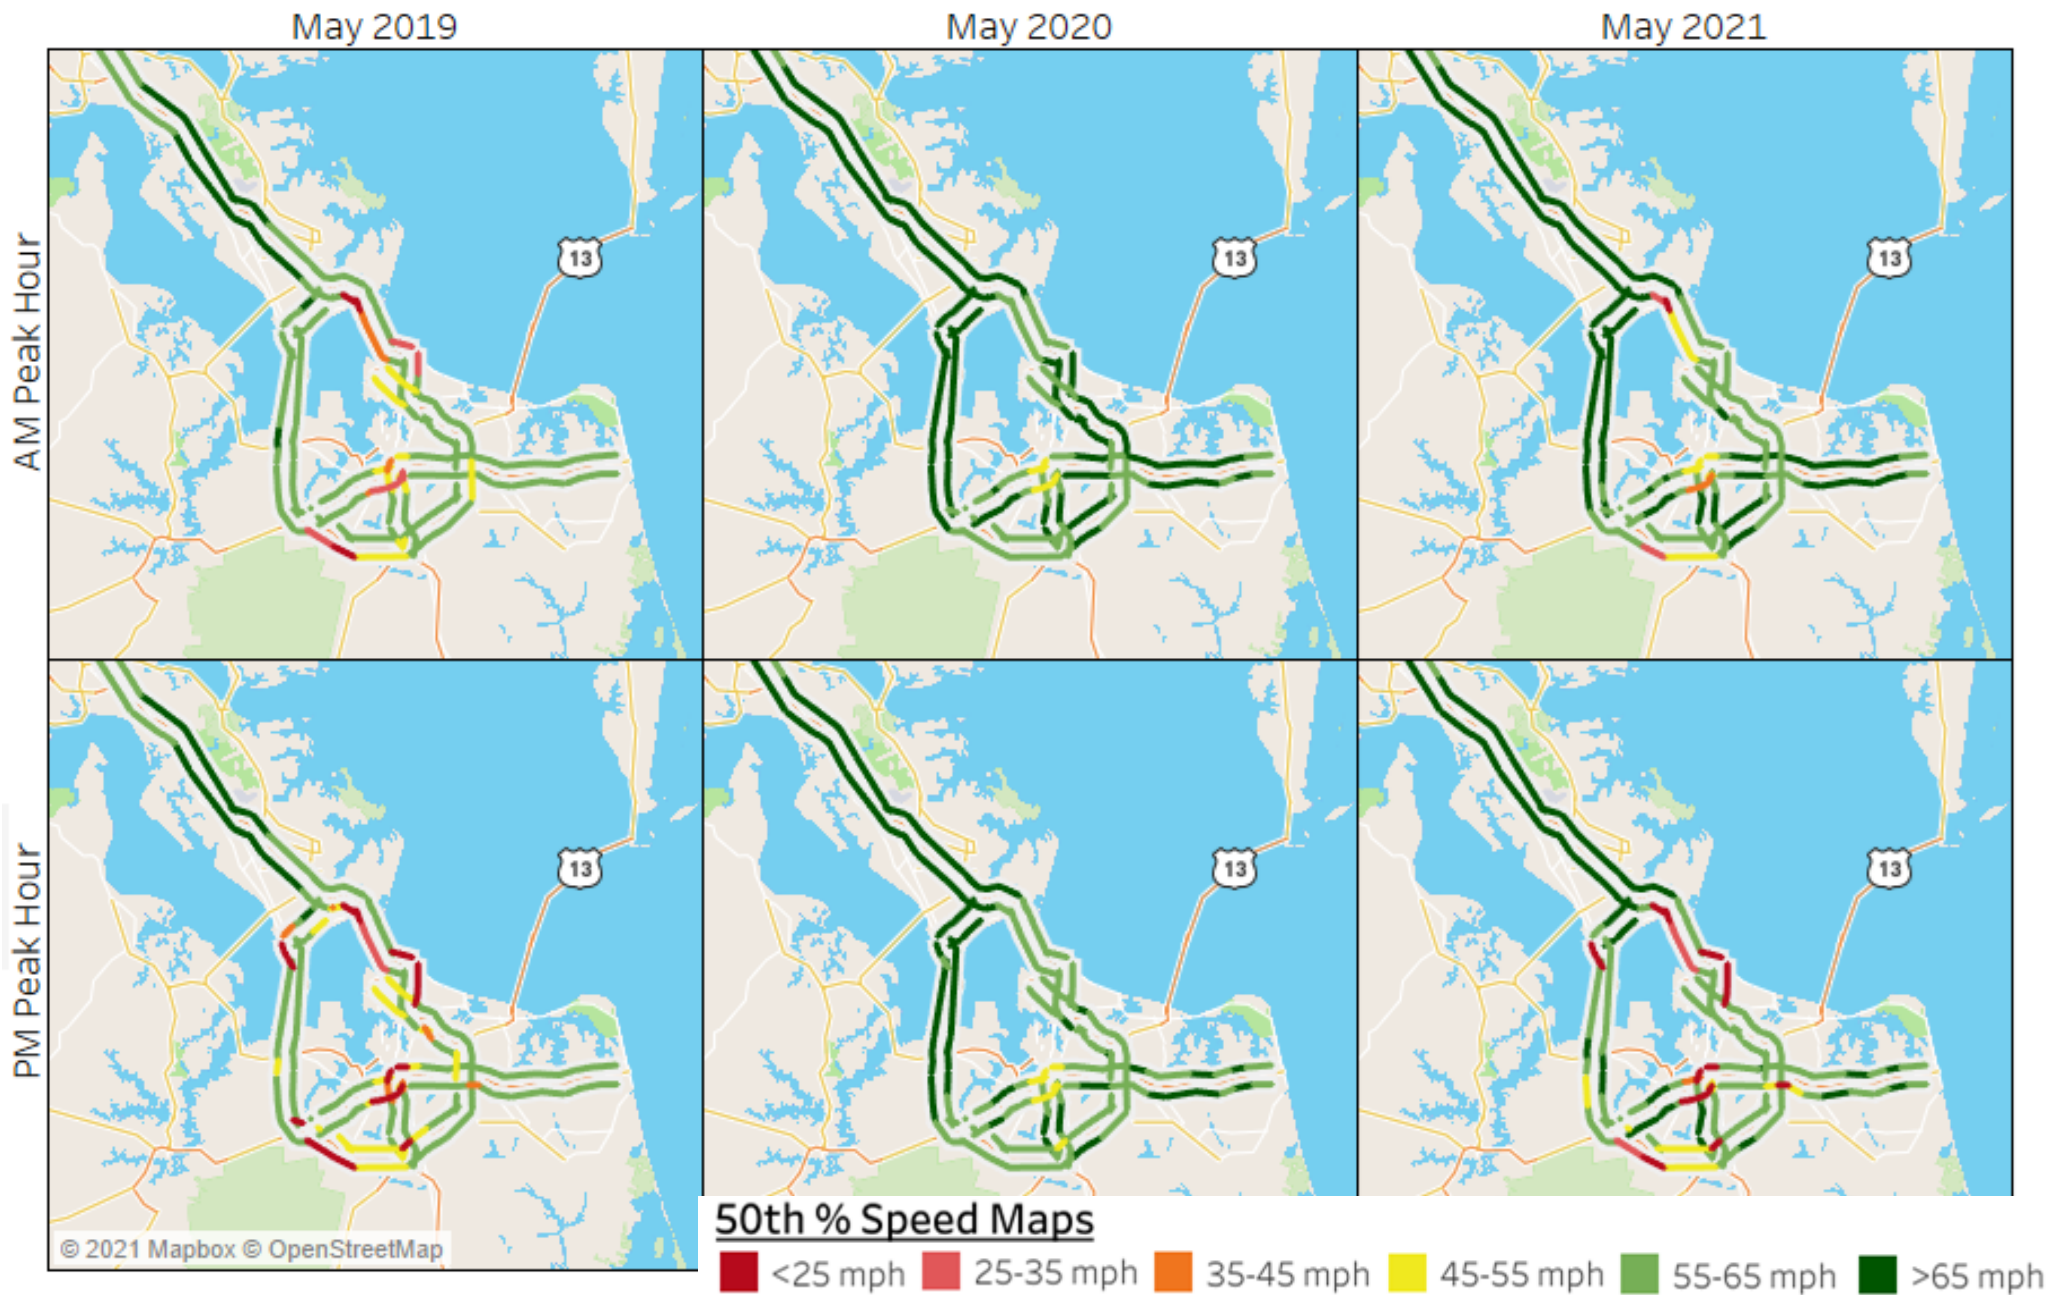 May 2019
May 2020
May 2021
AM Peak Hour
13
13
13
PM Peak Hour
13
13
13
© 2021 Mapbox © OpenStreetMap
50th % Speed Maps
<25 mph
25-35 mph
35-45 mph
45-55 mph
55-65 mph
>65 mph